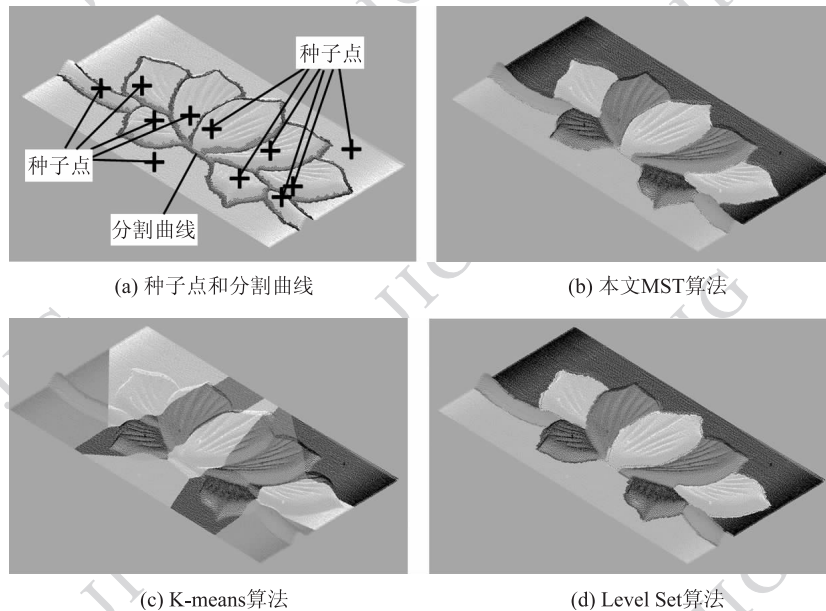 种子点
种子点
分割曲线
(a) 种子点和分割曲线
(b) 本文MST算法
(c) K-means算法
(d) Level Set算法